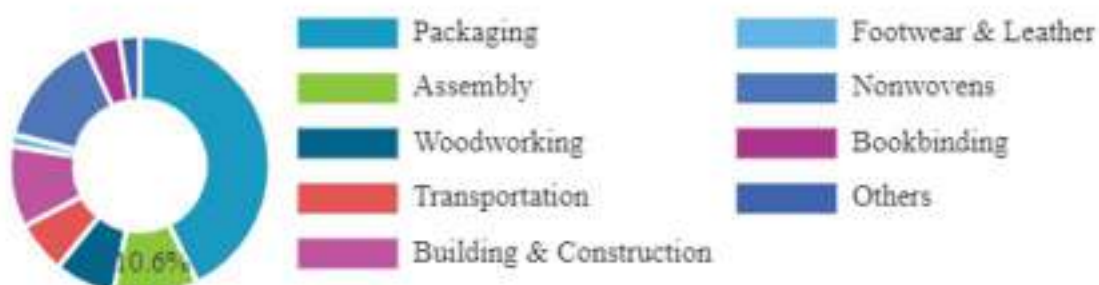 Packaging
Assembly
Woodworking
Transportation
Building & Construction
Footwear & Leather
Nonwovens
Bookbinding
Others
10.6%